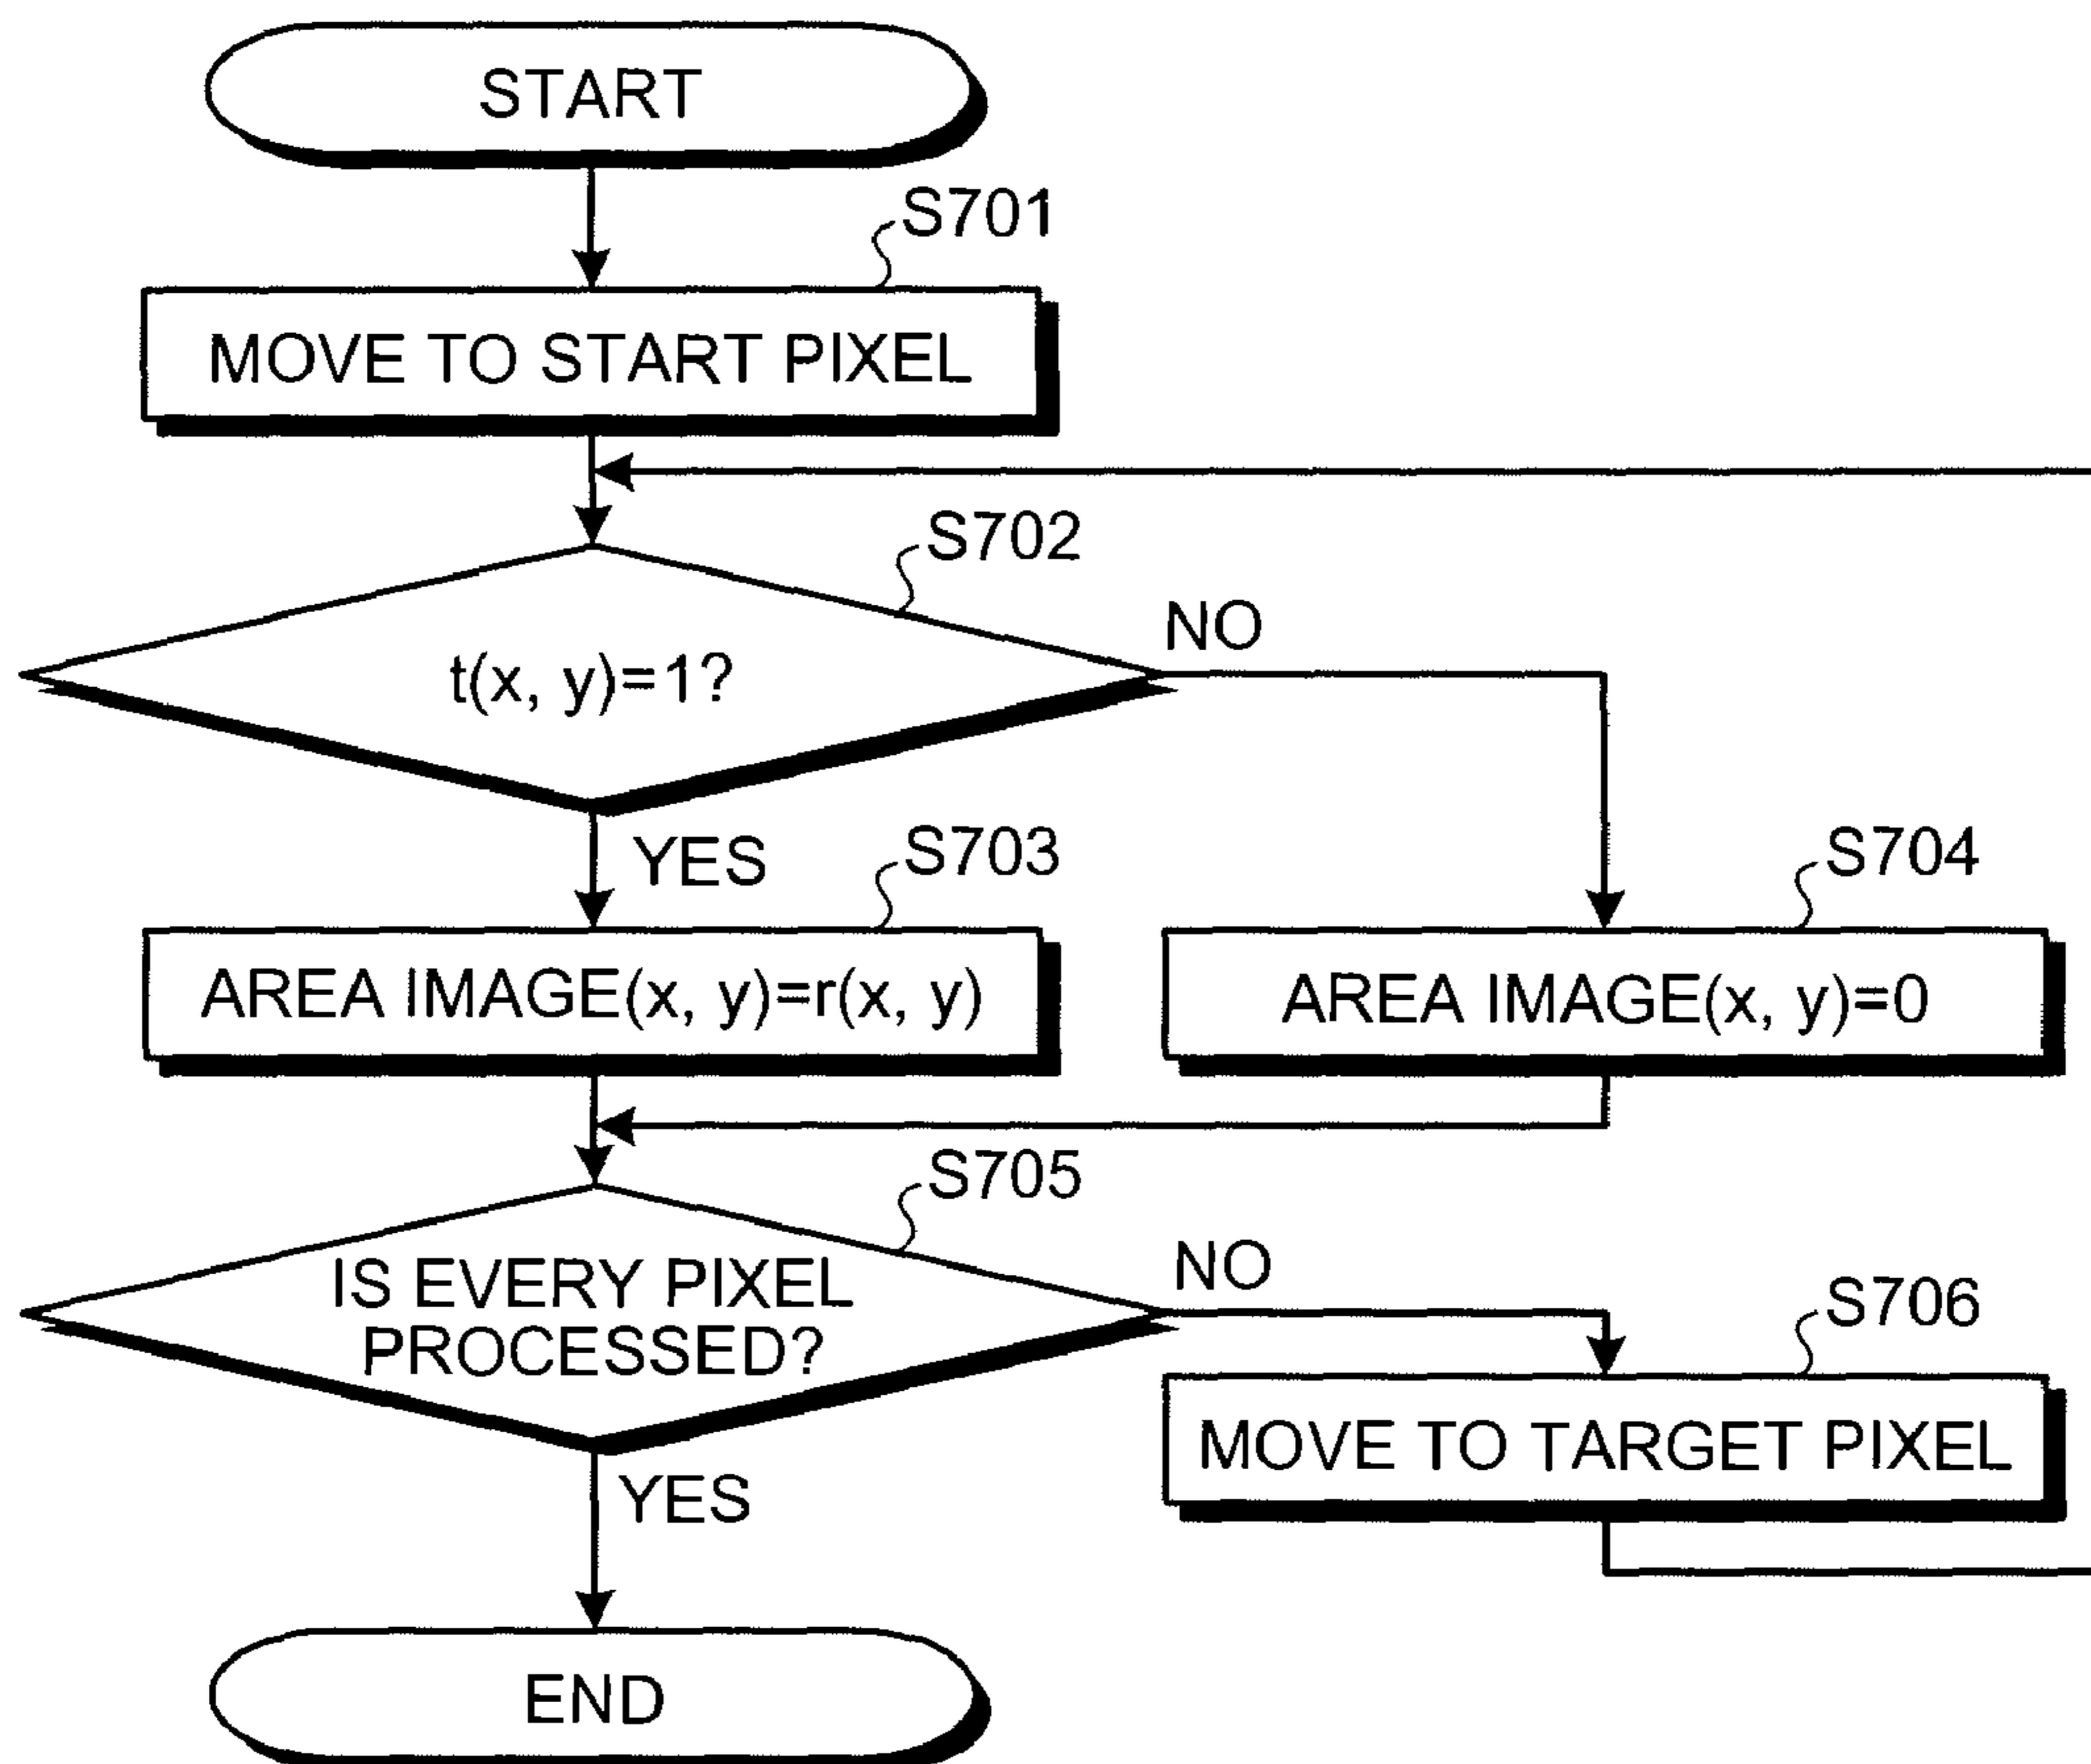 START
S701
MOVE TO START PIXEL
S702
NO
t(x, y)=1?
YES
S703
S704
AREA IMAGE(x, y)=r(x, y)
AREA IMAGE(x, y)=0
S705
NO
IS EVERY PIXEL
PROCESSED?
S706
MOVE TO TARGET PIXEL
YES
END